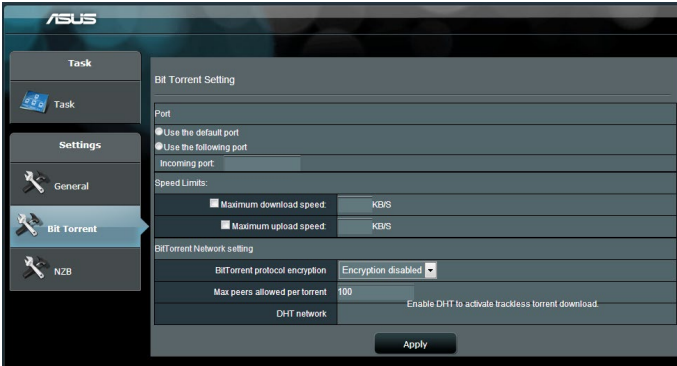 ASUS
Task
Task
Settings
General
Bit Torrent
NZB
Bit Torrent Setting
Port
Use the default port
Use the following port
Incoming port:
Speed Limits:
Maximum download speed: KB/S
Maximum upload speed: KB/S
BitTorrent Network setting
BitTorrent protocol encryption Encryption disabled
Max peers allowed per torrent 100
Enable DHT to activate trackless torrent download.
DHT network
Apply